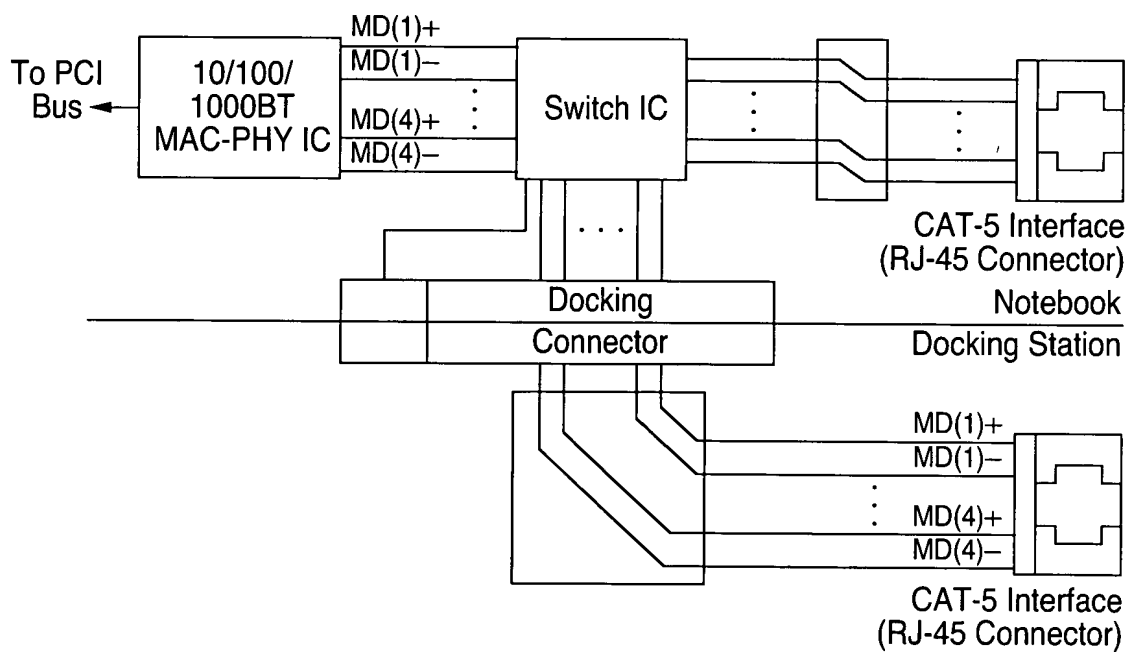 MD(1)+
MD(1)−
MD(4)+
MD(4)−
To PCI
Bus
10/100/
1000BT
MAC-PHY IC
Switch IC
CAT-5 Interface
(RJ-45 Connector)
Docking
Connector
Notebook
Docking Station
MD(1)+
MD(1)−
MD(4)+
MD(4)−
CAT-5 Interface
(RJ-45 Connector)